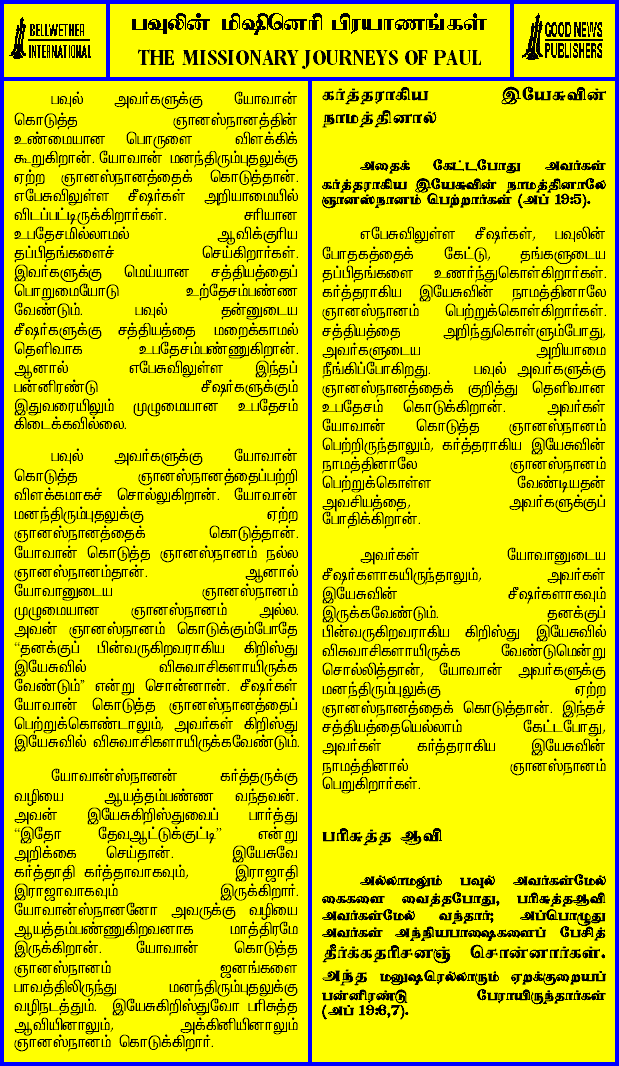 BELLWETHER
INTERNATIONAL
பவுலின் மிஷினெரி பிரயாணங்கள்
THE MISSIONARY JOURNEYS OF PAUL
GOOD NEWS
PUBLISHERS
பவுல் அவர்களுக்கு யோவான்
கொடுத்த ஞானஸ்நானத்தின்
உண்மையான பொருளை விளக்கிக்
கூறுகிறான். யோவான் மனந்திரும்புதலுக்கு
ஏற்ற ஞானஸ்நானத்தைக் கொடுத்தான்.
எபேசுவிலுள்ள சீஷர்கள் அறியாமையில்
விடப்பட்டிருக்கிறார்கள். சரியான
உபதேசமில்லாமல் ஆவிக்குரிய
தப்பிதங்களைச் செய்கிறார்கள்.
இவர்களுக்கு மெய்யான சத்தியத்தைப்
பொறுமையோடு உற்தேசம்பண்ண
வேண்டும். பவுல் தன்னுடைய
சீஷர்களுக்கு சத்தியத்தை மறைக்காமல்
தெளிவாக உபதேசம்பண்ணுகிறான்.
ஆனால் எபேசுவிலுள்ள இந்தப்
பன்னிரண்டு சீஷர்களுக்கும்
இதுவரையிலும் முழுமையான உபதேசம்
கிடைக்கவில்லை.
பவுல் அவர்களுக்கு யோவான்
கொடுத்த ஞானஸ்நானத்தைப்பற்றி
விளக்கமாகச் சொல்லுகிறான். யோவான்
மனந்திரும்புதலுக்கு ஏற்ற
ஞானஸ்நானத்தைக் கொடுத்தான்.
யோவான் கொடுத்த ஞானஸ்நானம் நல்ல
ஞானஸ்நானம்தான். ஆனால்
யோவானுடைய ஞானஸ்நானம்
முழுமையான ஞானஸ்நானம் அல்ல.
அவன் ஞானஸ்நானம் கொடுக்கும்போதே
“தனக்குப் பின்வருகிறவராகிய கிறிஸ்து
இயேசுவில் விசுவாசிகளாயிருக்க
வேண்டும்” என்று சொன்னான். சீஷர்கள்
யோவான் கொடுத்த ஞானஸ்நானத்தைப்
பெற்றுக்கொண்டாலும், அவர்கள் கிறிஸ்து
இயேசுவில் விசுவாசிகளாயிருக்கவேண்டும்.
யோவான்ஸ்நானன் கர்த்தருக்கு
வழியை ஆயத்தம்பண்ண வந்தவன்.
அவன் இயேசுகிறிஸ்துவைப் பார்த்து
“இதோ தேவஆட்டுக்குட்டி” என்று
அறிக்கை செய்தான். இயேசுவே
கர்த்தாதி கர்த்தாவாகவும், இராஜாதி
இராஜாவாகவும் இருக்கிறார்.
யோவான்ஸ்நானனோ அவருக்கு வழியை
ஆயத்தம்பண்ணுகிறவனாக மாத்திரமே
இருக்கிறான். யோவான் கொடுத்த
ஞானஸ்நானம் ஜனங்களை
பாவத்திலிருந்து மனந்திரும்புதலுக்கு
வழிநடத்தும். இயேசுகிறிஸ்துவோ பரிசுத்த
ஆவியினாலும், அக்கினியினாலும்
ஞானஸ்நானம் கொடுக்கிறார்.
கர்த்தராகிய இயேசுவின்
நாமத்தினால்
அதைக் கேட்டபோது அவர்கள்
கர்த்தராகிய இயேசுவின் நாமத்தினாலே
ஞானஸ்நானம் பெற்றார்கள் (அப் 19:5).
எபேசுவிலுள்ள சீஷர்கள், பவுலின்
போதகத்தைக் கேட்டு, தங்களுடைய
தப்பிதங்களை உணர்ந்துகொள்கிறார்கள்.
கர்த்தராகிய இயேசுவின் நாமத்தினாலே
ஞானஸ்நானம் பெற்றுக்கொள்கிறார்கள்.
சத்தியத்தை அறிந்துகொள்ளும்போது,
அவர்களுடைய அறியாமை
நீங்கிப்போகிறது. பவுல் அவர்களுக்கு
ஞானஸ்நானத்தைக் குறித்து தெளிவான
உபதேசம் கொடுக்கிறான். அவர்கள்
யோவான் கொடுத்த ஞானஸ்நானம்
பெற்றிருந்தாலும், கர்த்தராகிய இயேசுவின்
நாமத்தினாலே ஞானஸ்நானம்
பெற்றுக்கொள்ள வேண்டியதன்
அவசியத்தை, அவர்களுக்குப்
போதிக்கிறான்.
அவர்கள் யோவானுடைய
சீஷர்களாகயிருந்தாலும், அவர்கள்
இயேசுவின் சீஷர்களாகவும்
இருக்கவேண்டும். தனக்குப்
பின்வருகிறவராகிய கிறிஸ்து இயேசுவில்
விசுவாசிகளாயிருக்க வேண்டுமென்று
சொல்லித்தான், யோவான் அவர்களுக்கு
மனந்திரும்புலுக்கு ஏற்ற
ஞானஸ்நானத்தைக் கொடுத்தான். இந்தச்
சத்தியத்தையெல்லாம் கேட்டபோது,
அவர்கள் கர்த்தராகிய இயேசுவின்
நாமத்தினால் ஞானஸ்நானம்
பெறுகிறார்கள்.
பரிசுத்த ஆவி
அல்லாமலும் பவுல் அவர்கள்மேல்
கைகளை வைத்தபோது, பரிசுத்தஆவி
அவர்கள்மேல் வந்தார்; அப்பொழுது
அவர்கள் அந்நியபாஷைகளைப் பேசித்
தீர்க்கதரிசனஞ் சொன்னார்கள்.
அந்த மனுஷரெல்லாரும் ஏறக்குறையப்
பன்னிரண்டு பேராயிருந்தார்கள்
(அப் 19:6,7).